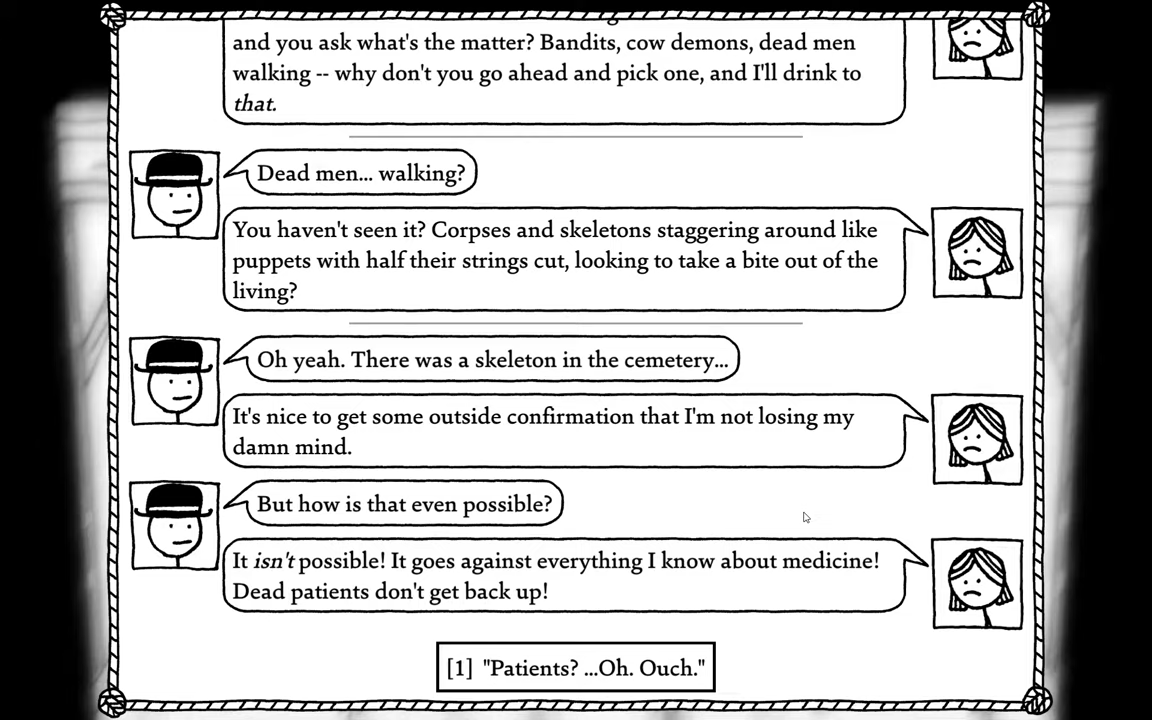 and you ask what's the matter? Bandits, cow demons, dead men
walking -- why don't you go ahead and pick one, and I'll drink to
that.
Dead men... walking?
You haven't seen it? Corpses and skeletons staggering around like
puppets with half their strings cut, looking to take a bite out of the
living?
Oh yeah. There was a skeleton in the cemetery...
It's nice to get some outside confirmation that I'm not losing my
damn mind.
But how is that even possible?
It isn't possible! It goes against everything I know about medicine!
Dead patients don't get back up!
[1] "Patients? ...Oh. Ouch."